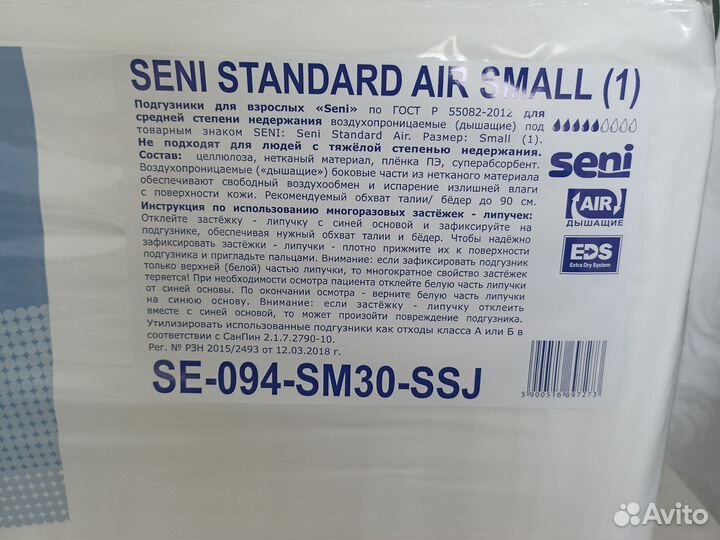 SENI STANDARD AIR SMALL (1)
Подгузники для взрослых «Seni» по ГОСТ Р 55082-2012 для
средней степени недержания воздухопроницаемые (дышащие) под
товарным знаком SENI: Seni Standard Air. Размер: Small (1).
Не подходят для людей с тяжёлой степенью недержания.
Состав: целлюлоза, нетканый материал, плёнка ПЭ, суперабсорбент.
Воздухопроницаемые («дышащие») боковые части из нетканого материала
обеспечивают свободный воздухообмен и испарение излишней влаги
с поверхности кожи. Рекомендуемый обхват талии/ бёдер до 90 см.
Инструкция по использованию многоразовых застёжек - липучек:
Отклейте застёжку - липучку с синей основой и зафиксируйте на
подгузнике, обеспечивая нужный обхват талии и бёдер. Чтобы надёжно
зафиксировать застёжки - липучки - плотно прижмите их к поверхности
подгузника и пригладьте пальцами. Внимание: если зафиксировать подгузник
только верхней (белой) частью липучки, то многократное свойство застёжек
теряется! При необходимости осмотра пациента отклейте белую часть липучки
от синей основы. По окончании осмотра - верните белую часть липучки
на синюю основу. Внимание: если застёжку - липучку отклеить
вместе с синей основой, то может произойти повреждение подгузника.
Утилизировать использованные подгузники как отходы класса А или Б в
соответствии с СанПин 2.1.7.2790-10.
Рег. № РЗН 2015/2493 от 12.03.2018 г.
SE-094-SM30-SSJ
seni
AIR
ДЫШАЩИЕ
EDS
Extra Dry System
5 900516 697273
Avito